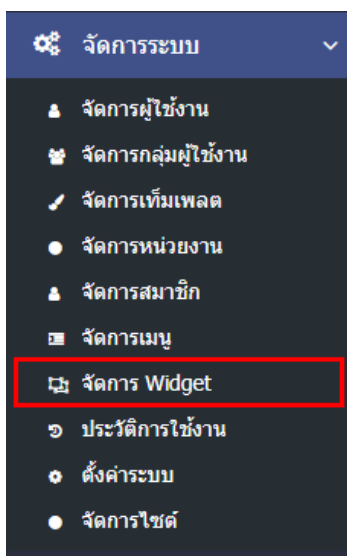 จัดการระบบ
จัดการผู้ใช้งาน
จัดการกลุ่มผู้ใช้งาน
จัดการเท็มเพลต
จัดการหน่วยงาน
จัดการสมาชิก
จัดการเมนู
จัดการ Widget
ประวัติการใช้งาน
ตั้งค่าระบบ
จัดการไซต์